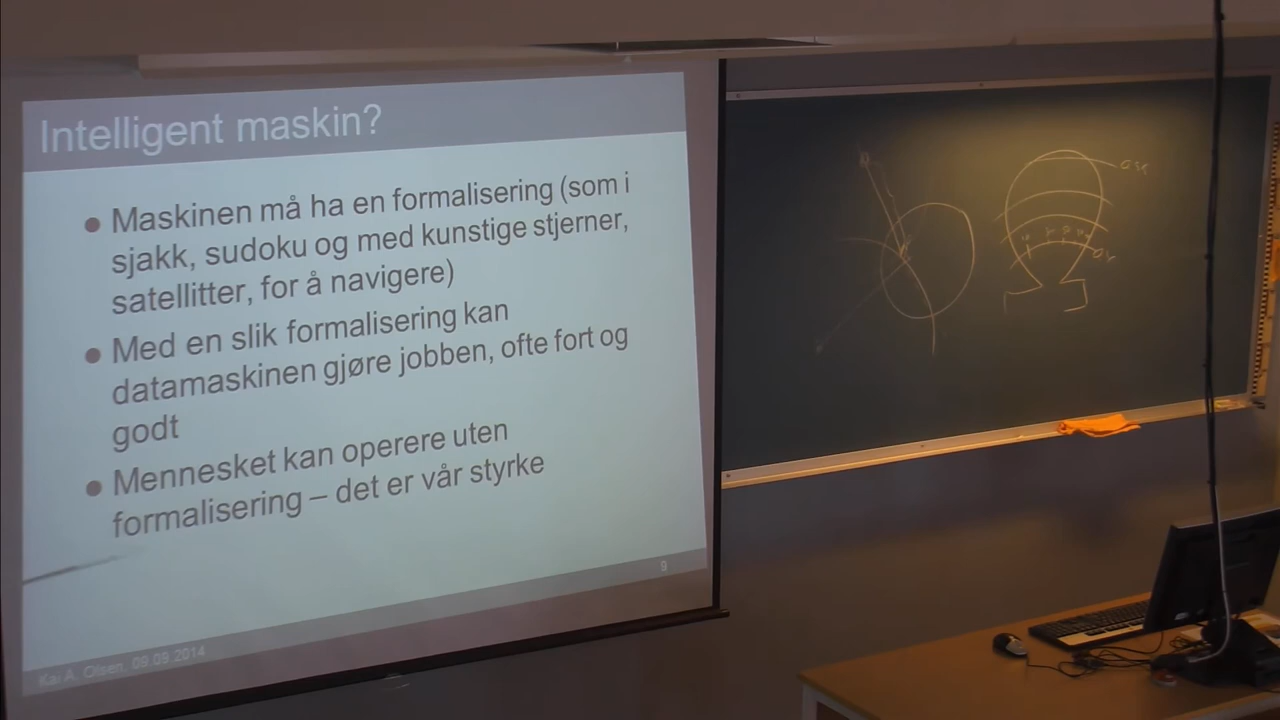 Intelligent maskin?
● Maskinen må ha en formalisering (som i
sjakk, sudoku og med kunstige stjerner,
satellitter, for å navigere)
● Med en slik formalisering kan
datamaskinen gjøre jobben, ofte fort og
godt
● Mennesket kan operere uten
formalisering – det er vår styrke
9
Kai A. Olsen, 09.09.2014